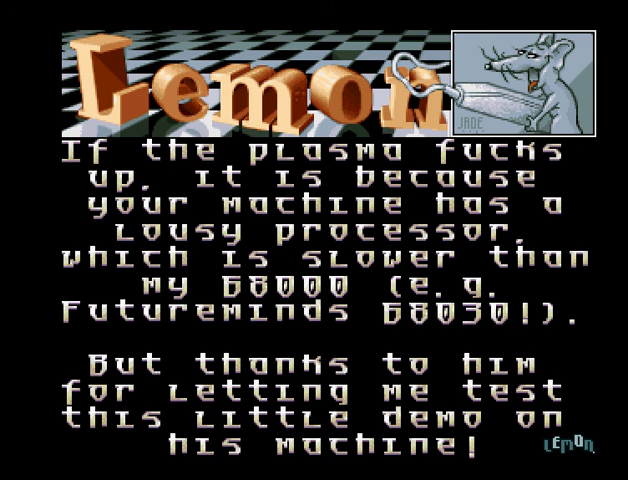 Lemon
JADE
If the plasma fucks
up, it is because
your machine has a
lousy processor,
which is slower than
my 68000 (e.g.
Futureminds 68030!).
But thanks to him
for letting me test
this little demo on
his machine!
LEMON.